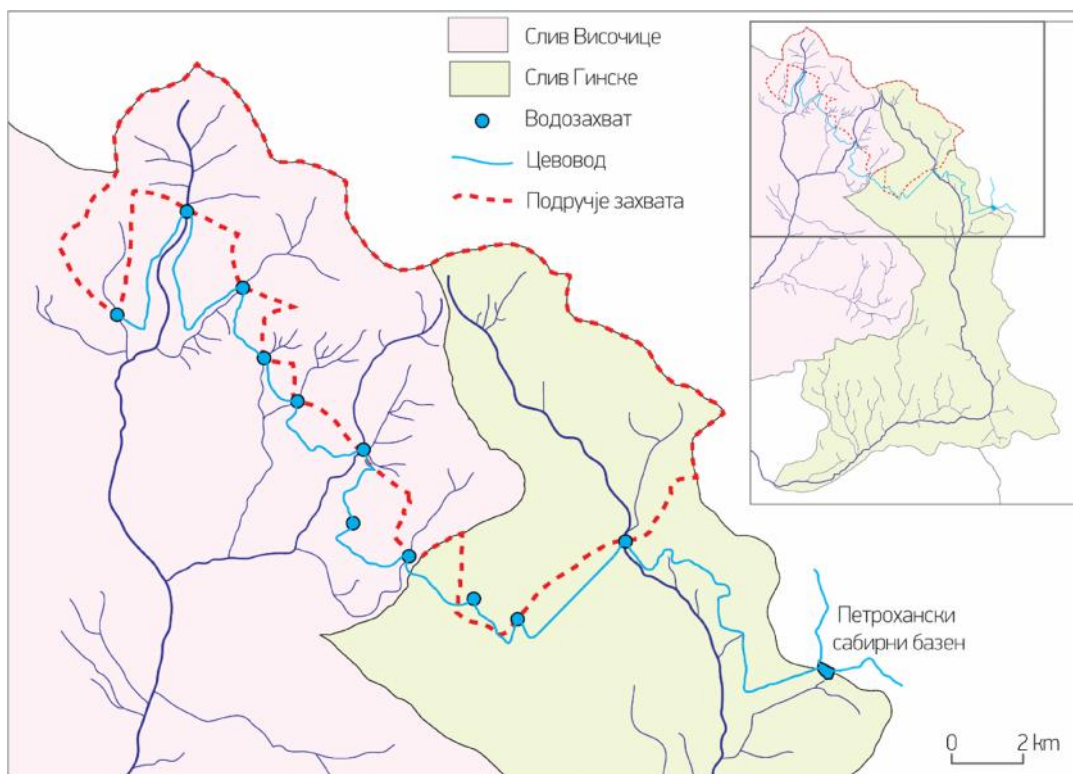 Слив Височице
Слив Гинске
Водозахват
Цевовод
Подручје захвата
Петрохански
сабирни базен
0 2 km